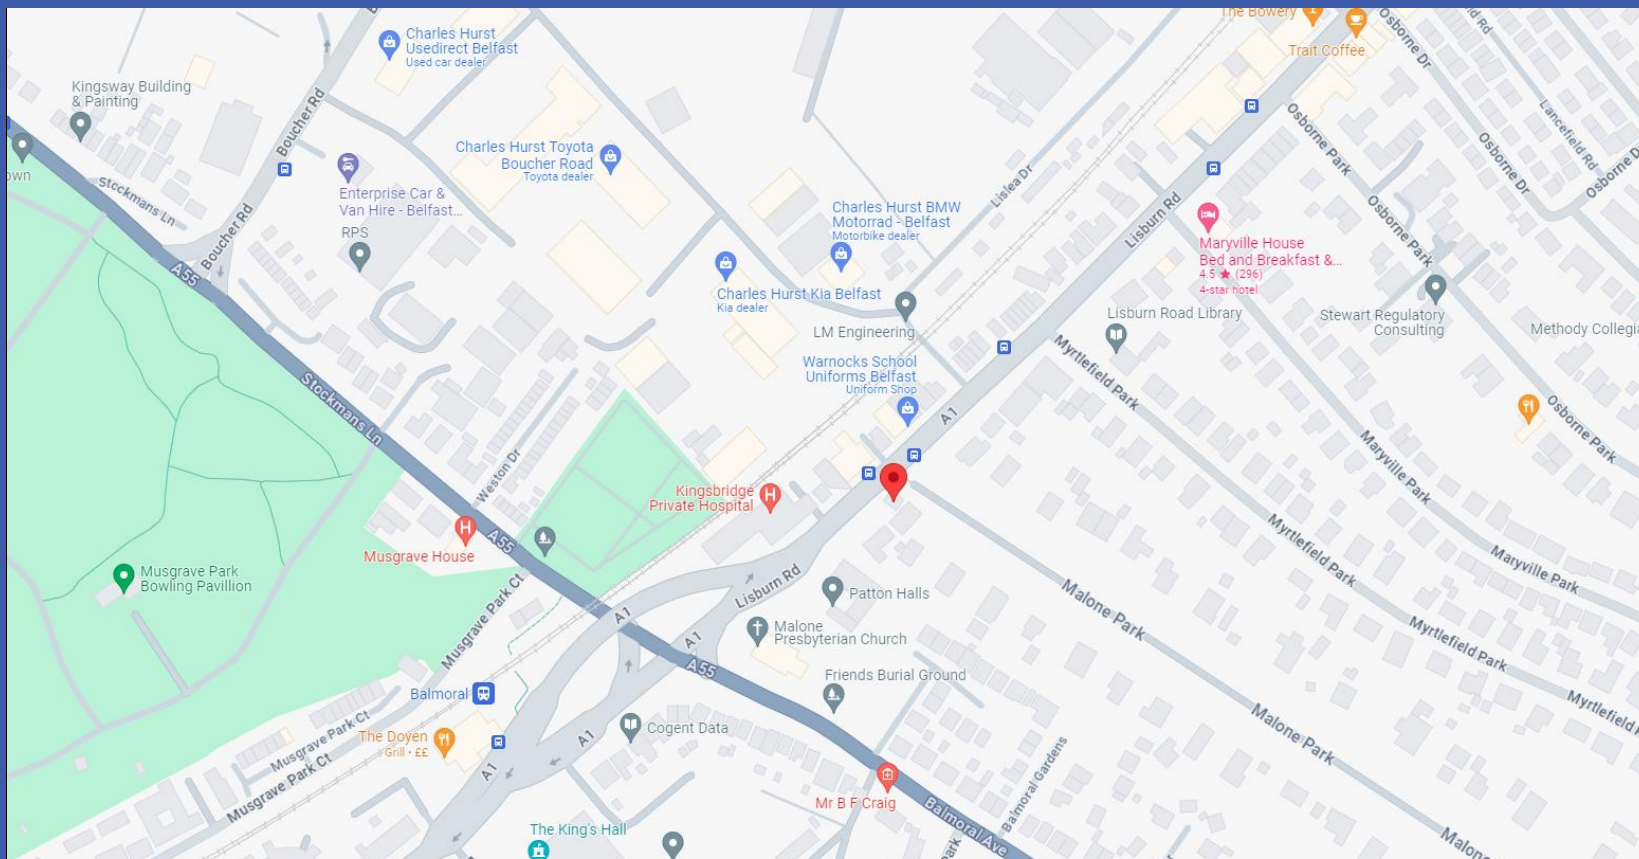 The Bowery
Trait Coffee
Osborne Dr
Charles Hurst
Usedirect Belfast
Used car dealer
Kingsway Building
& Painting
Boucher Rd
Charles Hurst Toyota
Boucher Road
Toyota dealer
Osborne Park
Lancefield Rd
Osborne Dr
Osborne D
own
Stockmans Ln
Enterprise Car &
Van Hire - Belfast...
RPS
Lislea Dr
Charles Hurst BMW
Motorrad - Belfast
Motorbike dealer
Lisburn Rd
Osborne Park
Maryville House
Bed and Breakfast &...
4.5 ★ (296)
4-star hotel
Boucher Rd
A55
Charles Hurst Kia Belfast
Kia dealer
LM Engineering
Lisburn Road Library
Stewart Regulatory
Consulting
Methody Collegia
Warnocks School
Uniforms Belfast
Uniform Shop
Myrtlefield Park
Stockmans Ln
A1
Osborne Park
Maryville Park
Weston Dr
Kingsbridge
Private Hospital
Musgrave House
A55
Myrtlefield Park
Maryville Park
Musgrave Park
Bowling Pavillion
Lisburn Rd
Patton Halls
Malone Park
Musgrave Park Ct
A1
A1
Malone
Presbyterian Church
Myrtlefield Park
A55
Friends Burial Ground
Balmoral
Myrtlefield
Musgrave Park Ct
The Doyen
Grill · ££
Cogent Data
A1
Malone Park
Musgrave Park Ct
A1
Balmoral Gardens
Mr B F Craig
Balmoral Ave
The King's Hall
Park
Malone